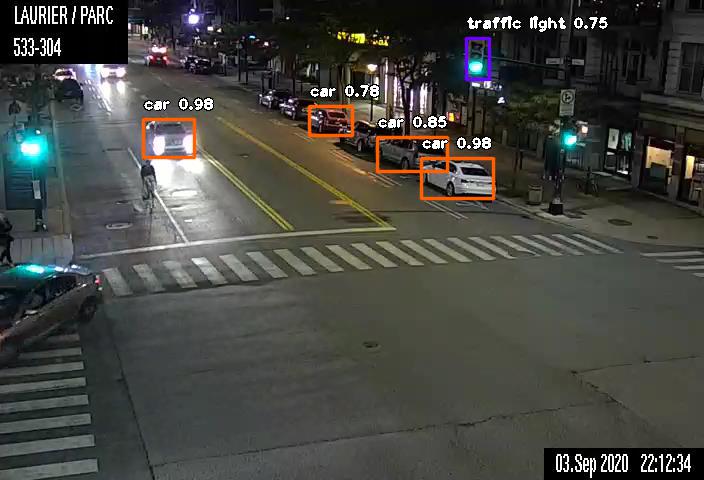 LAURIER / PARC
533-304
traffic light 0.75
car 0.78
car 0.98
car 0.85
car 0.98
P
03.Sep 2020 22:12:34